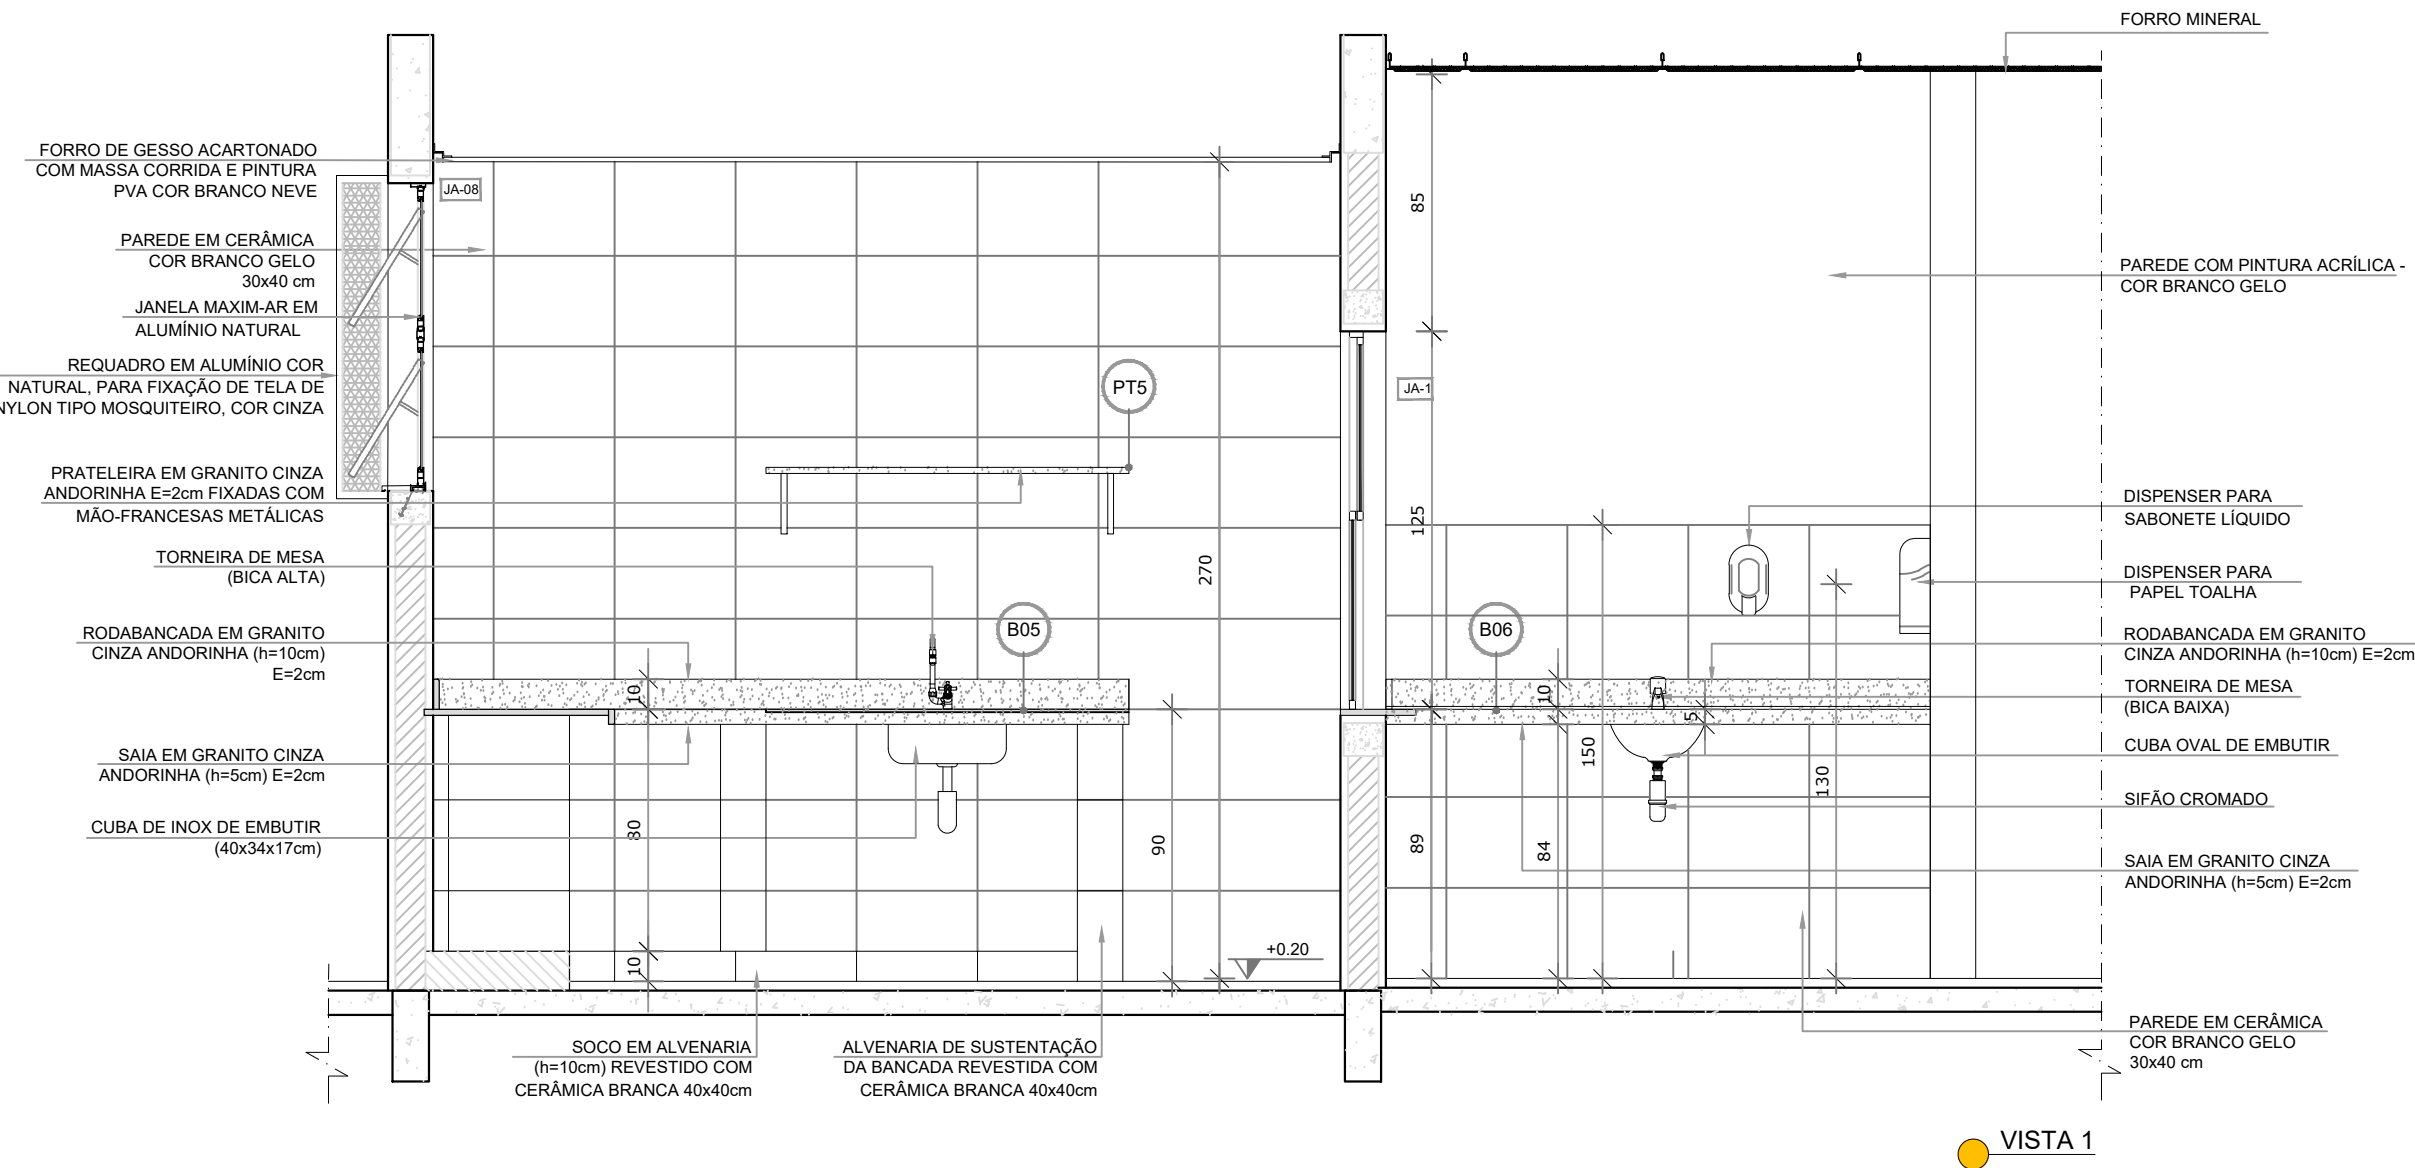 FORRO MINERAL
FORRO DE GESSO ACARTONADO
COM MASSA CORRIDA E PINTURA
PVA COR BRANCO NEVE
JA-08
PAREDE EM CERÂMICA
COR BRANCO GELO
30x40 cm
JANELA MAXIM-AR EM
ALUMÍNIO NATURAL
REQUADRO EM ALUMÍNIO COR
NATURAL, PARA FIXAÇÃO DE TELA DE
NYLON TIPO MOSQUITEIRO, COR CINZA
PRATELEIRA EM GRANITO CINZA
ANDORINHA E=2cm FIXADAS COM
MÃO-FRANCESAS METÁLICAS
TORNEIRA DE MESA
(BICA ALTA)
RODABANCADA EM GRANITO
CINZA ANDORINHA (h=10cm)
E=2cm
SAIA EM GRANITO CINZA
ANDORINHA (h=5cm) E=2cm
CUBA DE INOX DE EMBUTIR
(40x34x17cm)
PT5
B05
10
80
10
90
270
+0.20
SOCO EM ALVENARIA
(h=10cm) REVESTIDO COM
CERÂMICA BRANCA 40x40cm
ALVENARIA DE SUSTENTAÇÃO
DA BANCADA REVESTIDA COM
CERÂMICA BRANCA 40x40cm
85
JA-1
125
89
B06
10
84
150
5
130
PAREDE COM PINTURA ACRÍLICA -
COR BRANCO GELO
DISPENSER PARA
SABONETE LÍQUIDO
DISPENSER PARA
PAPEL TOALHA
RODABANCADA EM GRANITO
CINZA ANDORINHA (h=10cm) E=2cm
TORNEIRA DE MESA
(BICA BAIXA)
CUBA OVAL DE EMBUTIR
SIFÃO CROMADO
SAIA EM GRANITO CINZA
ANDORINHA (h=5cm) E=2cm
PAREDE EM CERÂMICA
COR BRANCO GELO
30x40 cm
VISTA 1